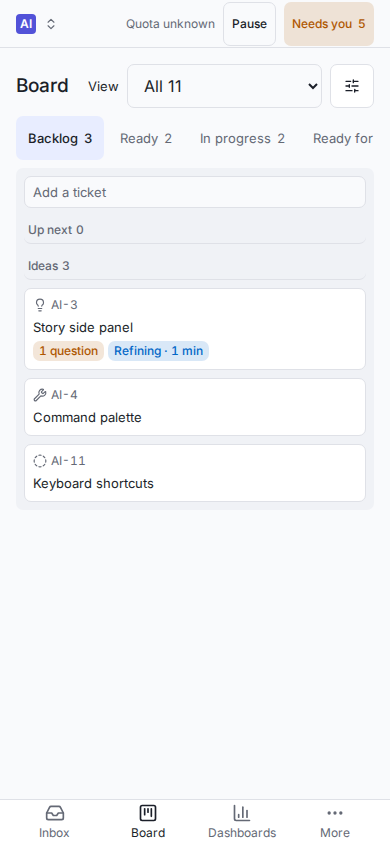 AI Quota unknown Pause Needs you 5
Board View All 11
Backlog 3 Ready 2 In progress 2 Ready for
Add a ticket
Up next 0
Ideas 3
AI-3
Story side panel
1 question Refining · 1 min
AI-4
Command palette
AI-11
Keyboard shortcuts
Inbox Board Dashboards More